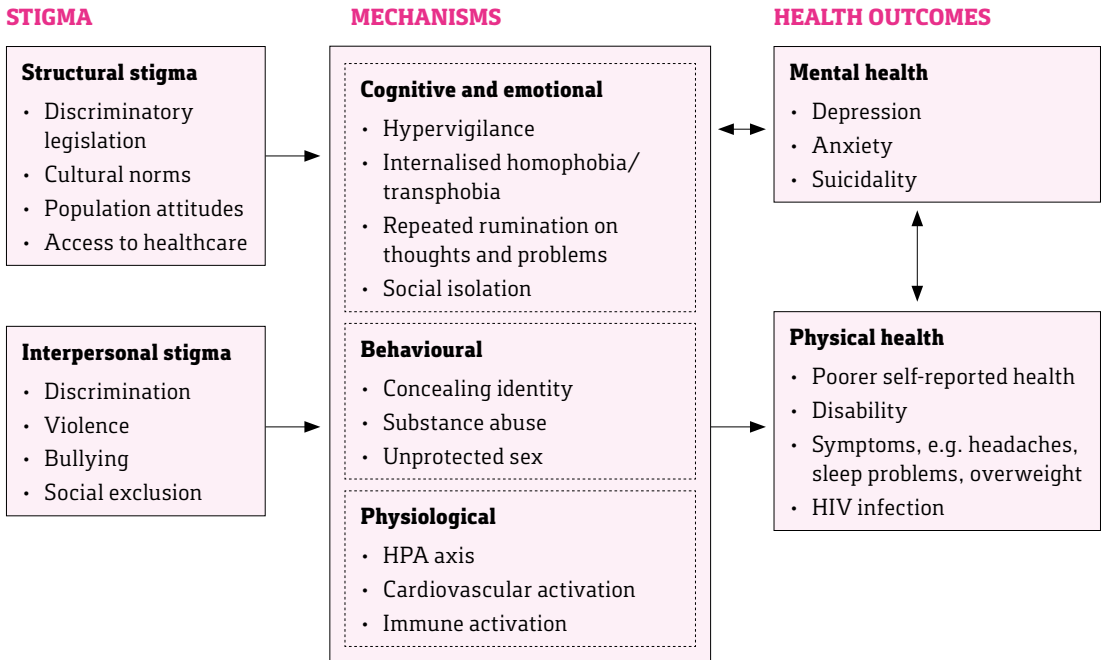 STIGMA
Structural stigma
• Discriminatory
legislation
• Cultural norms
• Population attitudes
• Access to healthcare
Interpersonal stigma
• Discrimination
• Violence
• Bullying
• Social exclusion
MECHANISMS
Cognitive and emotional
• Hypervigilance
• Internalised homophobia/
transphobia
• Repeated rumination on
thoughts and problems
• Social isolation
Behavioural
• Concealing identity
• Substance abuse
• Unprotected sex
Physiological
• HPA axis
• Cardiovascular activation
• Immune activation
HEALTH OUTCOMES
Mental health
• Depression
• Anxiety
• Suicidality
Physical health
• Poorer self-reported health
• Disability
• Symptoms, e.g. headaches,
sleep problems, overweight
• HIV infection